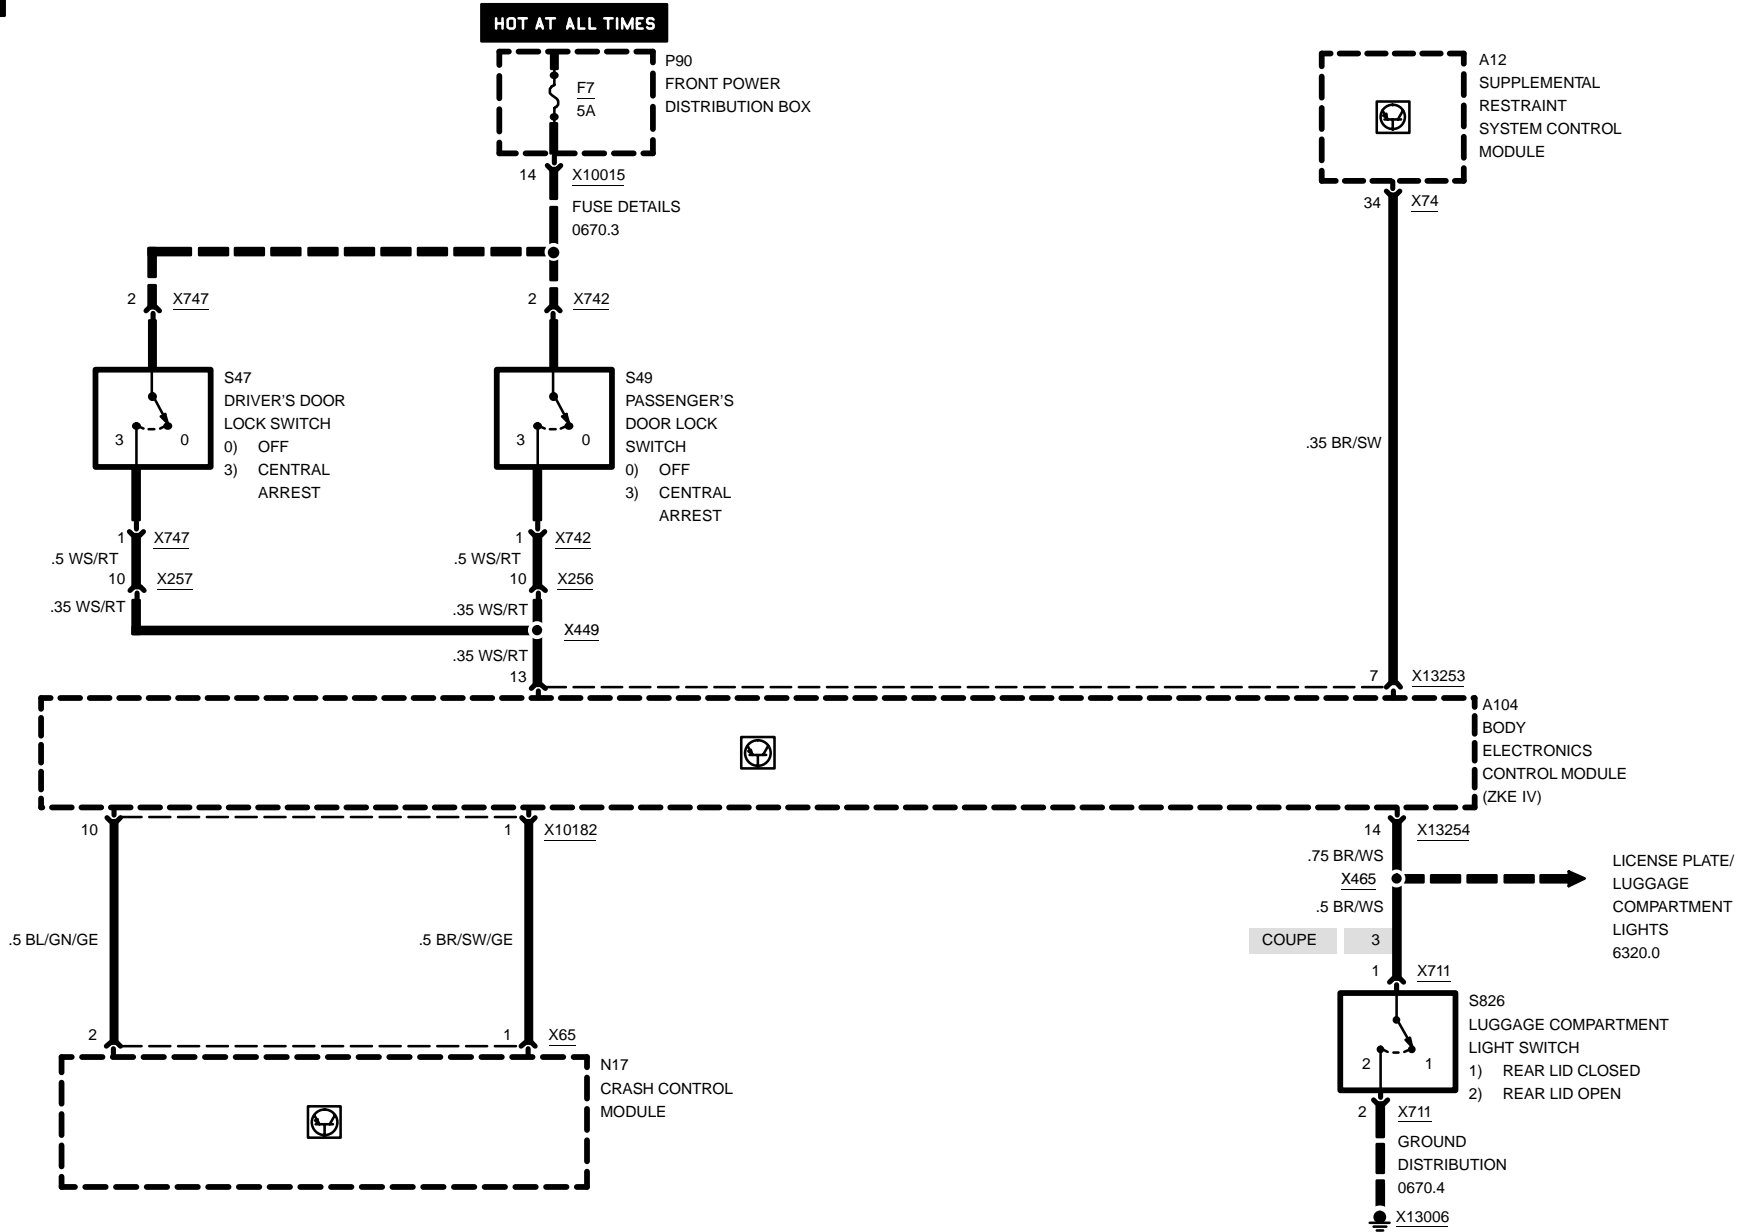 HOT AT ALL TIMES
P90
FRONT POWER
DISTRIBUTION BOX
F7
5A
14 X10015
FUSE DETAILS
0670.3
A12
SUPPLEMENTAL
RESTRAINT
SYSTEM CONTROL
MODULE
34 X74
2 X747
2 X742
S47
DRIVER'S DOOR
LOCK SWITCH
0) OFF
3) CENTRAL
ARREST
3 0
S49
PASSENGER'S
DOOR LOCK
SWITCH
0) OFF
3) CENTRAL
ARREST
3 0
.35 BR/SW
1 X747
.5 WS/RT
10 X257
.35 WS/RT
1 X742
.5 WS/RT
10 X256
.35 WS/RT
X449
.35 WS/RT
13
7 X13253
A104
BODY
ELECTRONICS
CONTROL MODULE
(ZKE IV)
10
1 X10182
14 X13254
.75 BR/WS
X465
.5 BR/WS
LICENSE PLATE/
LUGGAGE
COMPARTMENT
LIGHTS
6320.0
.5 BL/GN/GE
.5 BR/SW/GE
COUPE 3
1 X711
2
1 X65
S826
LUGGAGE COMPARTMENT
LIGHT SWITCH
1) REAR LID CLOSED
2) REAR LID OPEN
2 1
N17
CRASH CONTROL
MODULE
2 X711
GROUND
DISTRIBUTION
0670.4
X13006